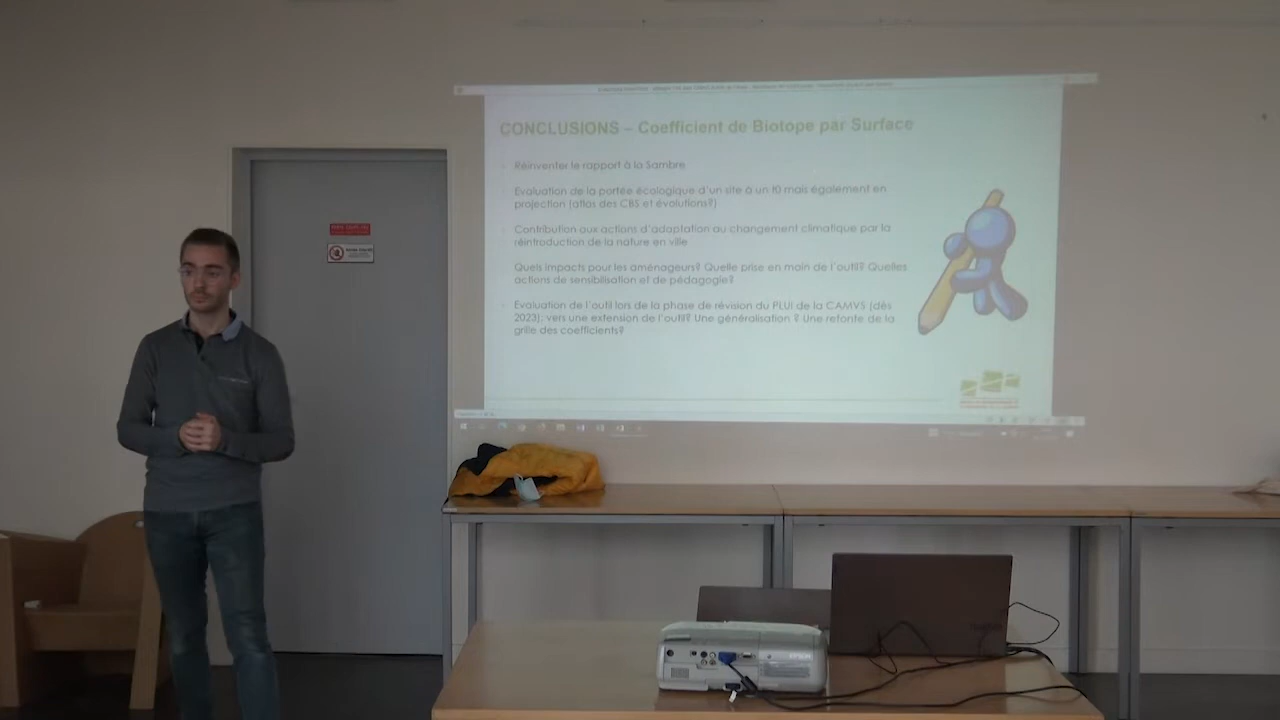 CONCLUSIONS – Coefficient de Biotope par Surface
Réinventer le rapport à la Sambre
Evaluation de la portée écologique d'un site à un t0 mais également en
projection (atlas des CBS et évolutions?)
Contribution aux actions d'adaptation au changement climatique par la
réintroduction de la nature en ville
Quels impacts pour les aménageurs? Quelle prise en main de l'outil? Quelles
actions de sensibilisation et de pédagogie?
Evaluation de l'outil lors de la phase de révision du PLUi de la CAMVS (dès
2023): vers une extension de l'outil? Une généralisation ? Une refonte de la
grille des coefficients?
EPSON